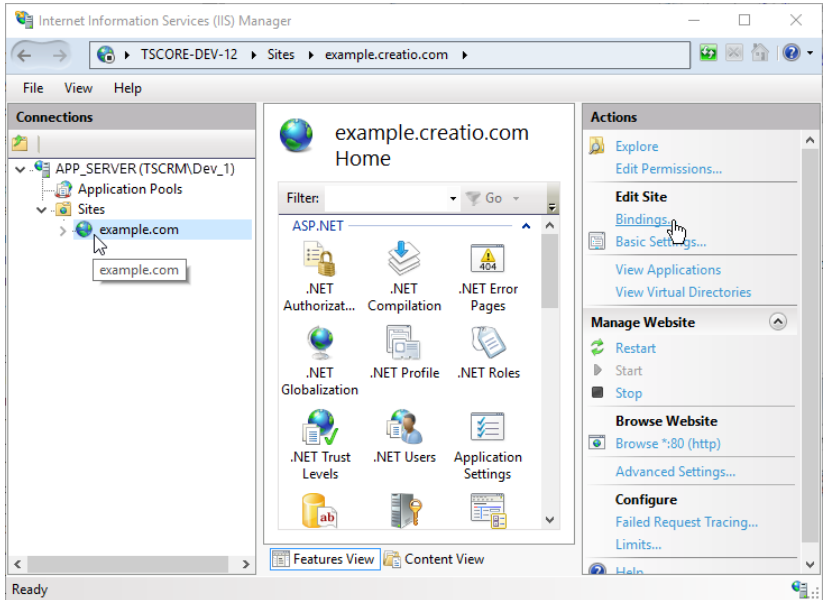 Internet Information Services (IIS) Manager
TSCORE-DEV-12 Sites example.creatio.com
File View Help
Connections
APP_SERVER (TSCRM\Dev_1)
Application Pools
Sites
example.com
example.com
example.creatio.com
Home
Filter: Go
ASP.NET
.NET
Authorizat...
.NET
Compilation
.NET Error
Pages
.NET
Globalization
.NET Profile
.NET Roles
.NET Trust
Levels
.NET Users
Application
Settings
Features View
Content View
Actions
Explore
Edit Permissions...
Edit Site
Bindings...
Basic Settings...
View Applications
View Virtual Directories
Manage Website
Restart
Start
Stop
Browse Website
Browse *:80 (http)
Advanced Settings...
Configure
Failed Request Tracing...
Limits...
Help
Ready